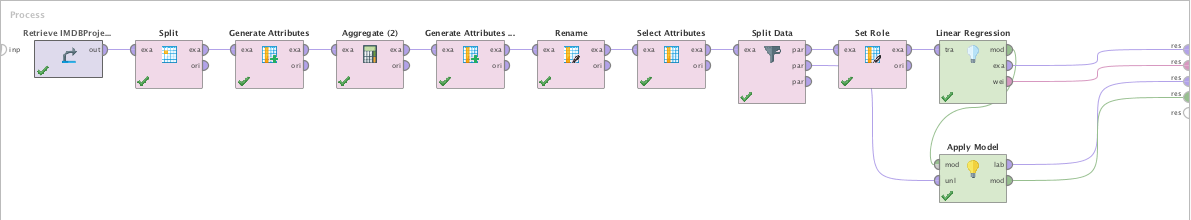 Process
Retrieve IMDBProje...
Split
Generate Attributes
Aggregate (2)
Generate Attributes ...
Rename
Select Attributes
Split Data
Set Role
Linear Regression
inp
out
exa exa
ori
exa exa
ori
exa exa
ori
exa exa
ori
exa exa
ori
exa exa
ori
exa par
par
par
exa exa
ori
tra mod
exa
wei
res
res
res
res
res
Apply Model
mod lab
unl mod